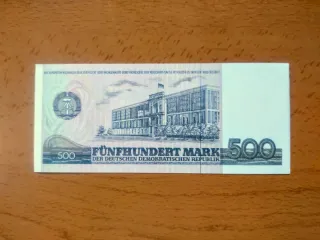 500
FÜNFHUNDERT MARK
DER DEUTSCHEN DEMOKRATISCHEN REPUBLIK
500